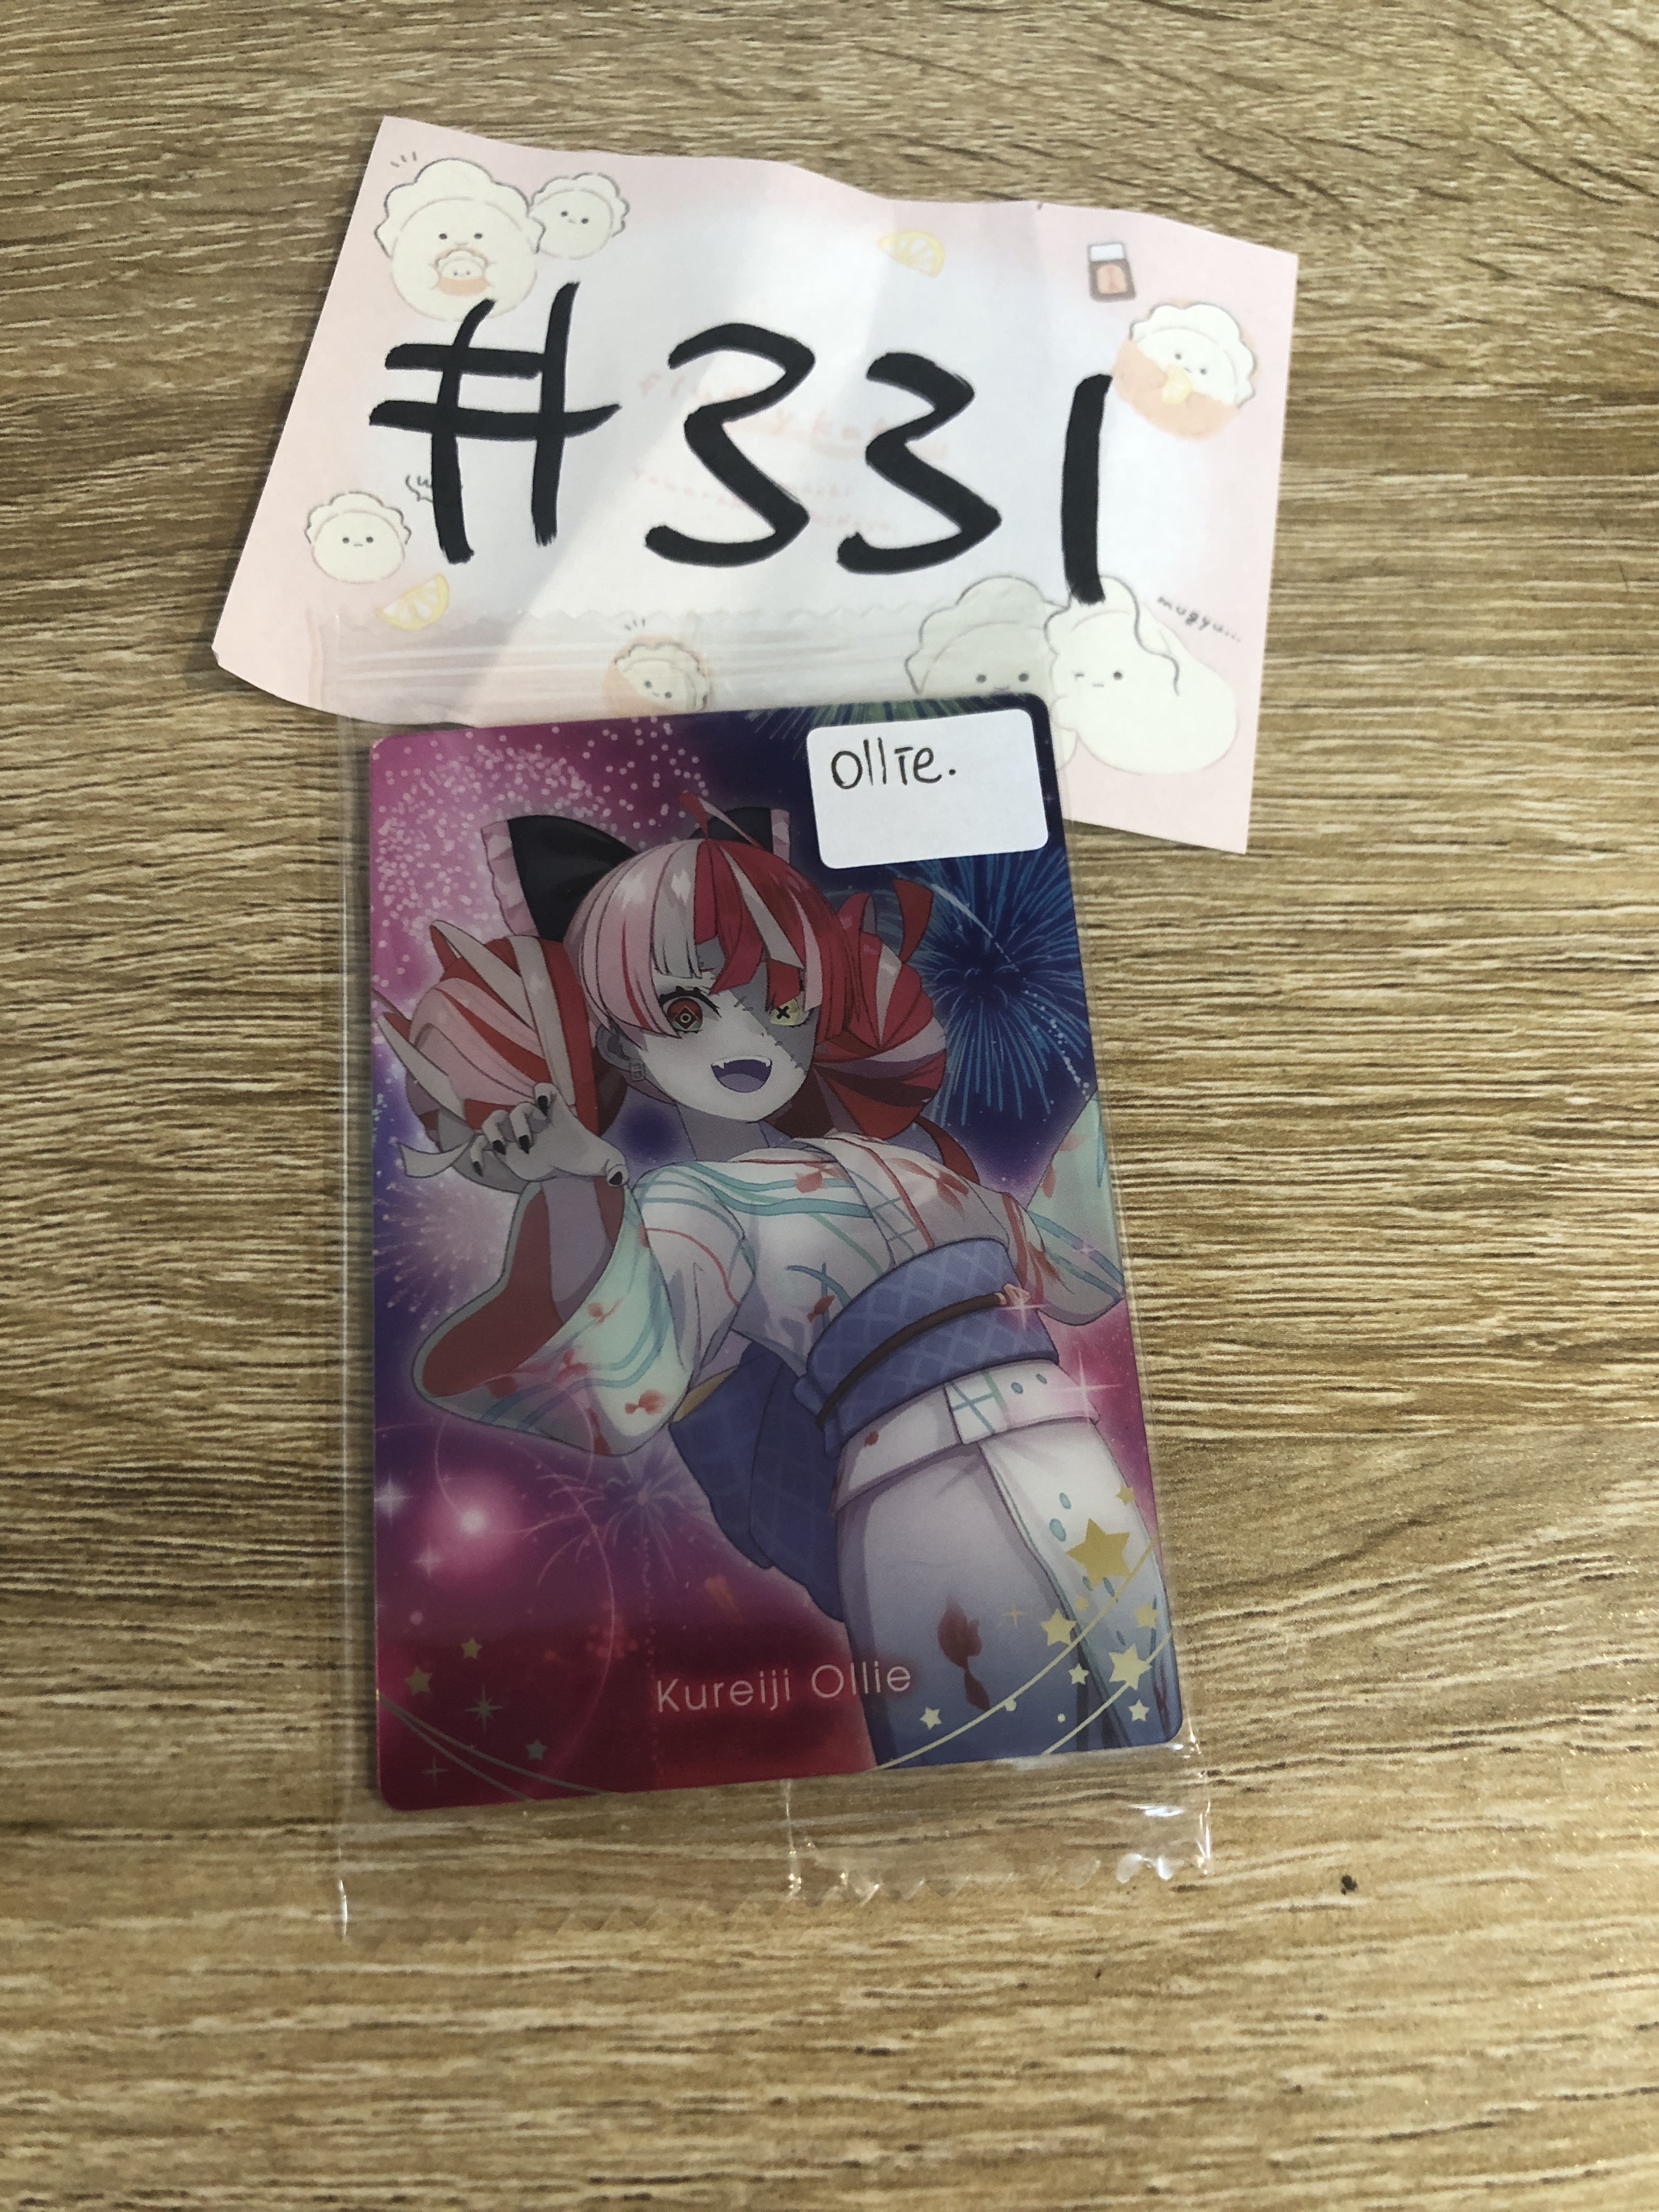 #331
mugyu...
Ollie.
Kureiji Ollie